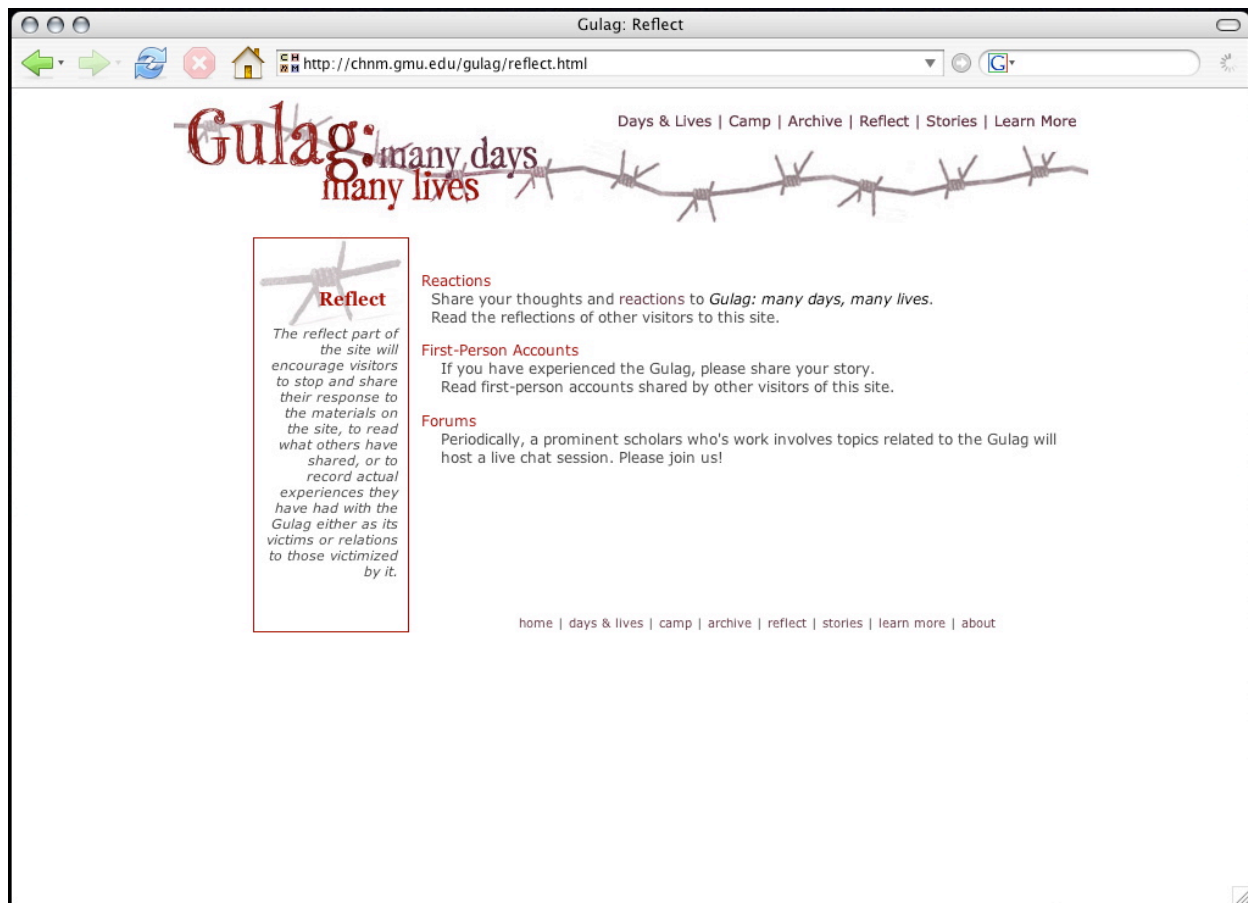 Gulag: Reflect
http://chnm.gmu.edu/gulag/reflect.html
Gulag:
many days
many lives
Days & Lives | Camp | Archive | Reflect | Stories | Learn More
Reflect
The reflect part of
the site will
encourage visitors
to stop and share
their response to
the materials on
the site, to read
what others have
shared, or to
record actual
experiences they
have had with the
Gulag either as its
victims or relations
to those victimized
by it.
Reactions
Share your thoughts and reactions to Gulag: many days, many lives.
Read the reflections of other visitors to this site.
First-Person Accounts
If you have experienced the Gulag, please share your story.
Read first-person accounts shared by other visitors of this site.
Forums
Periodically, a prominent scholars who's work involves topics related to the Gulag will
host a live chat session. Please join us!
home | days & lives | camp | archive | reflect | stories | learn more | about